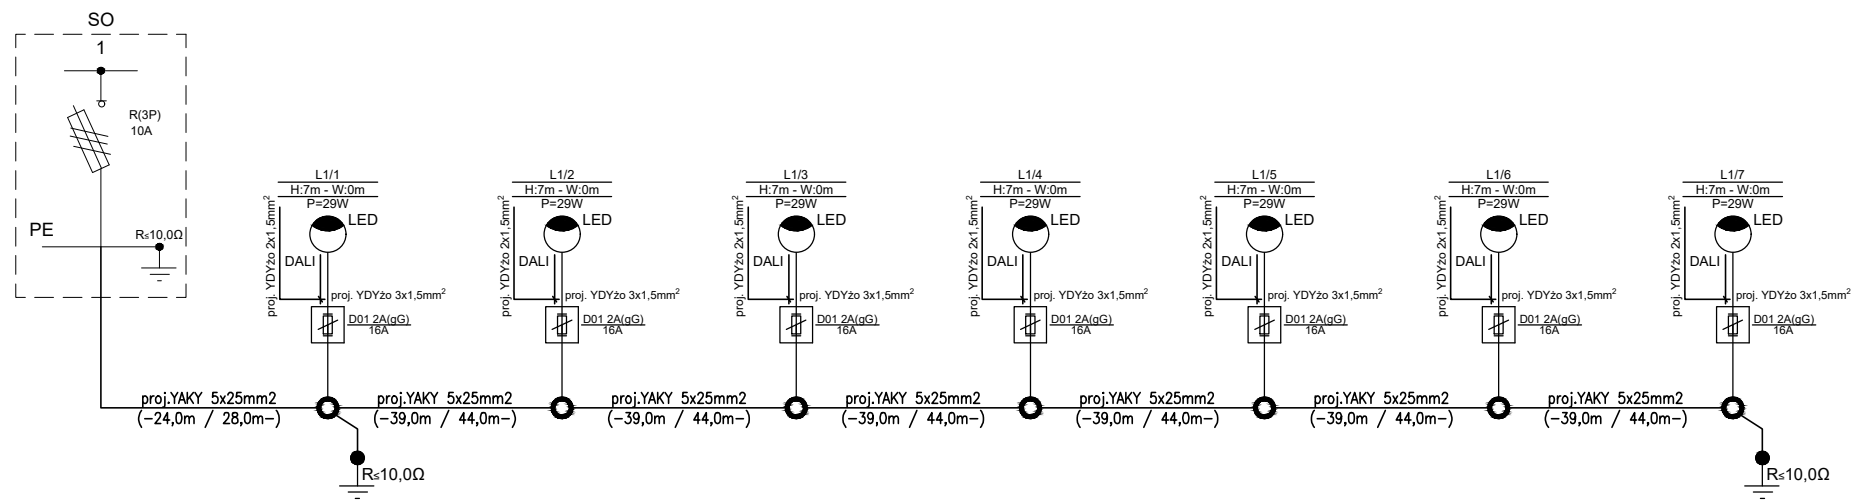 SO
1
R(3P)
10A
PE
R≤10,0Ω
L1/1
H:7m - W:0m
P=29W
LED
DALI
proj. YDYżo 2x1,5mm²
proj. YDYżo 3x1,5mm²
D01 2A(gG)
16A
L1/2
H:7m - W:0m
P=29W
LED
DALI
proj. YDYżo 2x1,5mm²
proj. YDYżo 3x1,5mm²
D01 2A(gG)
16A
L1/3
H:7m - W:0m
P=29W
LED
DALI
proj. YDYżo 2x1,5mm²
proj. YDYżo 3x1,5mm²
D01 2A(gG)
16A
L1/4
H:7m - W:0m
P=29W
LED
DALI
proj. YDYżo 2x1,5mm²
proj. YDYżo 3x1,5mm²
D01 2A(gG)
16A
L1/5
H:7m - W:0m
P=29W
LED
DALI
proj. YDYżo 2x1,5mm²
proj. YDYżo 3x1,5mm²
D01 2A(gG)
16A
L1/6
H:7m - W:0m
P=29W
LED
DALI
proj. YDYżo 2x1,5mm²
proj. YDYżo 3x1,5mm²
D01 2A(gG)
16A
L1/7
H:7m - W:0m
P=29W
LED
DALI
proj. YDYżo 2x1,5mm²
proj. YDYżo 3x1,5mm²
D01 2A(gG)
16A
proj.YAKY 5x25mm2
(-24,0m / 28,0m-)
proj.YAKY 5x25mm2
(-39,0m / 44,0m-)
proj.YAKY 5x25mm2
(-39,0m / 44,0m-)
proj.YAKY 5x25mm2
(-39,0m / 44,0m-)
proj.YAKY 5x25mm2
(-39,0m / 44,0m-)
proj.YAKY 5x25mm2
(-39,0m / 44,0m-)
proj.YAKY 5x25mm2
(-39,0m / 44,0m-)
R≤10,0Ω
R≤10,0Ω